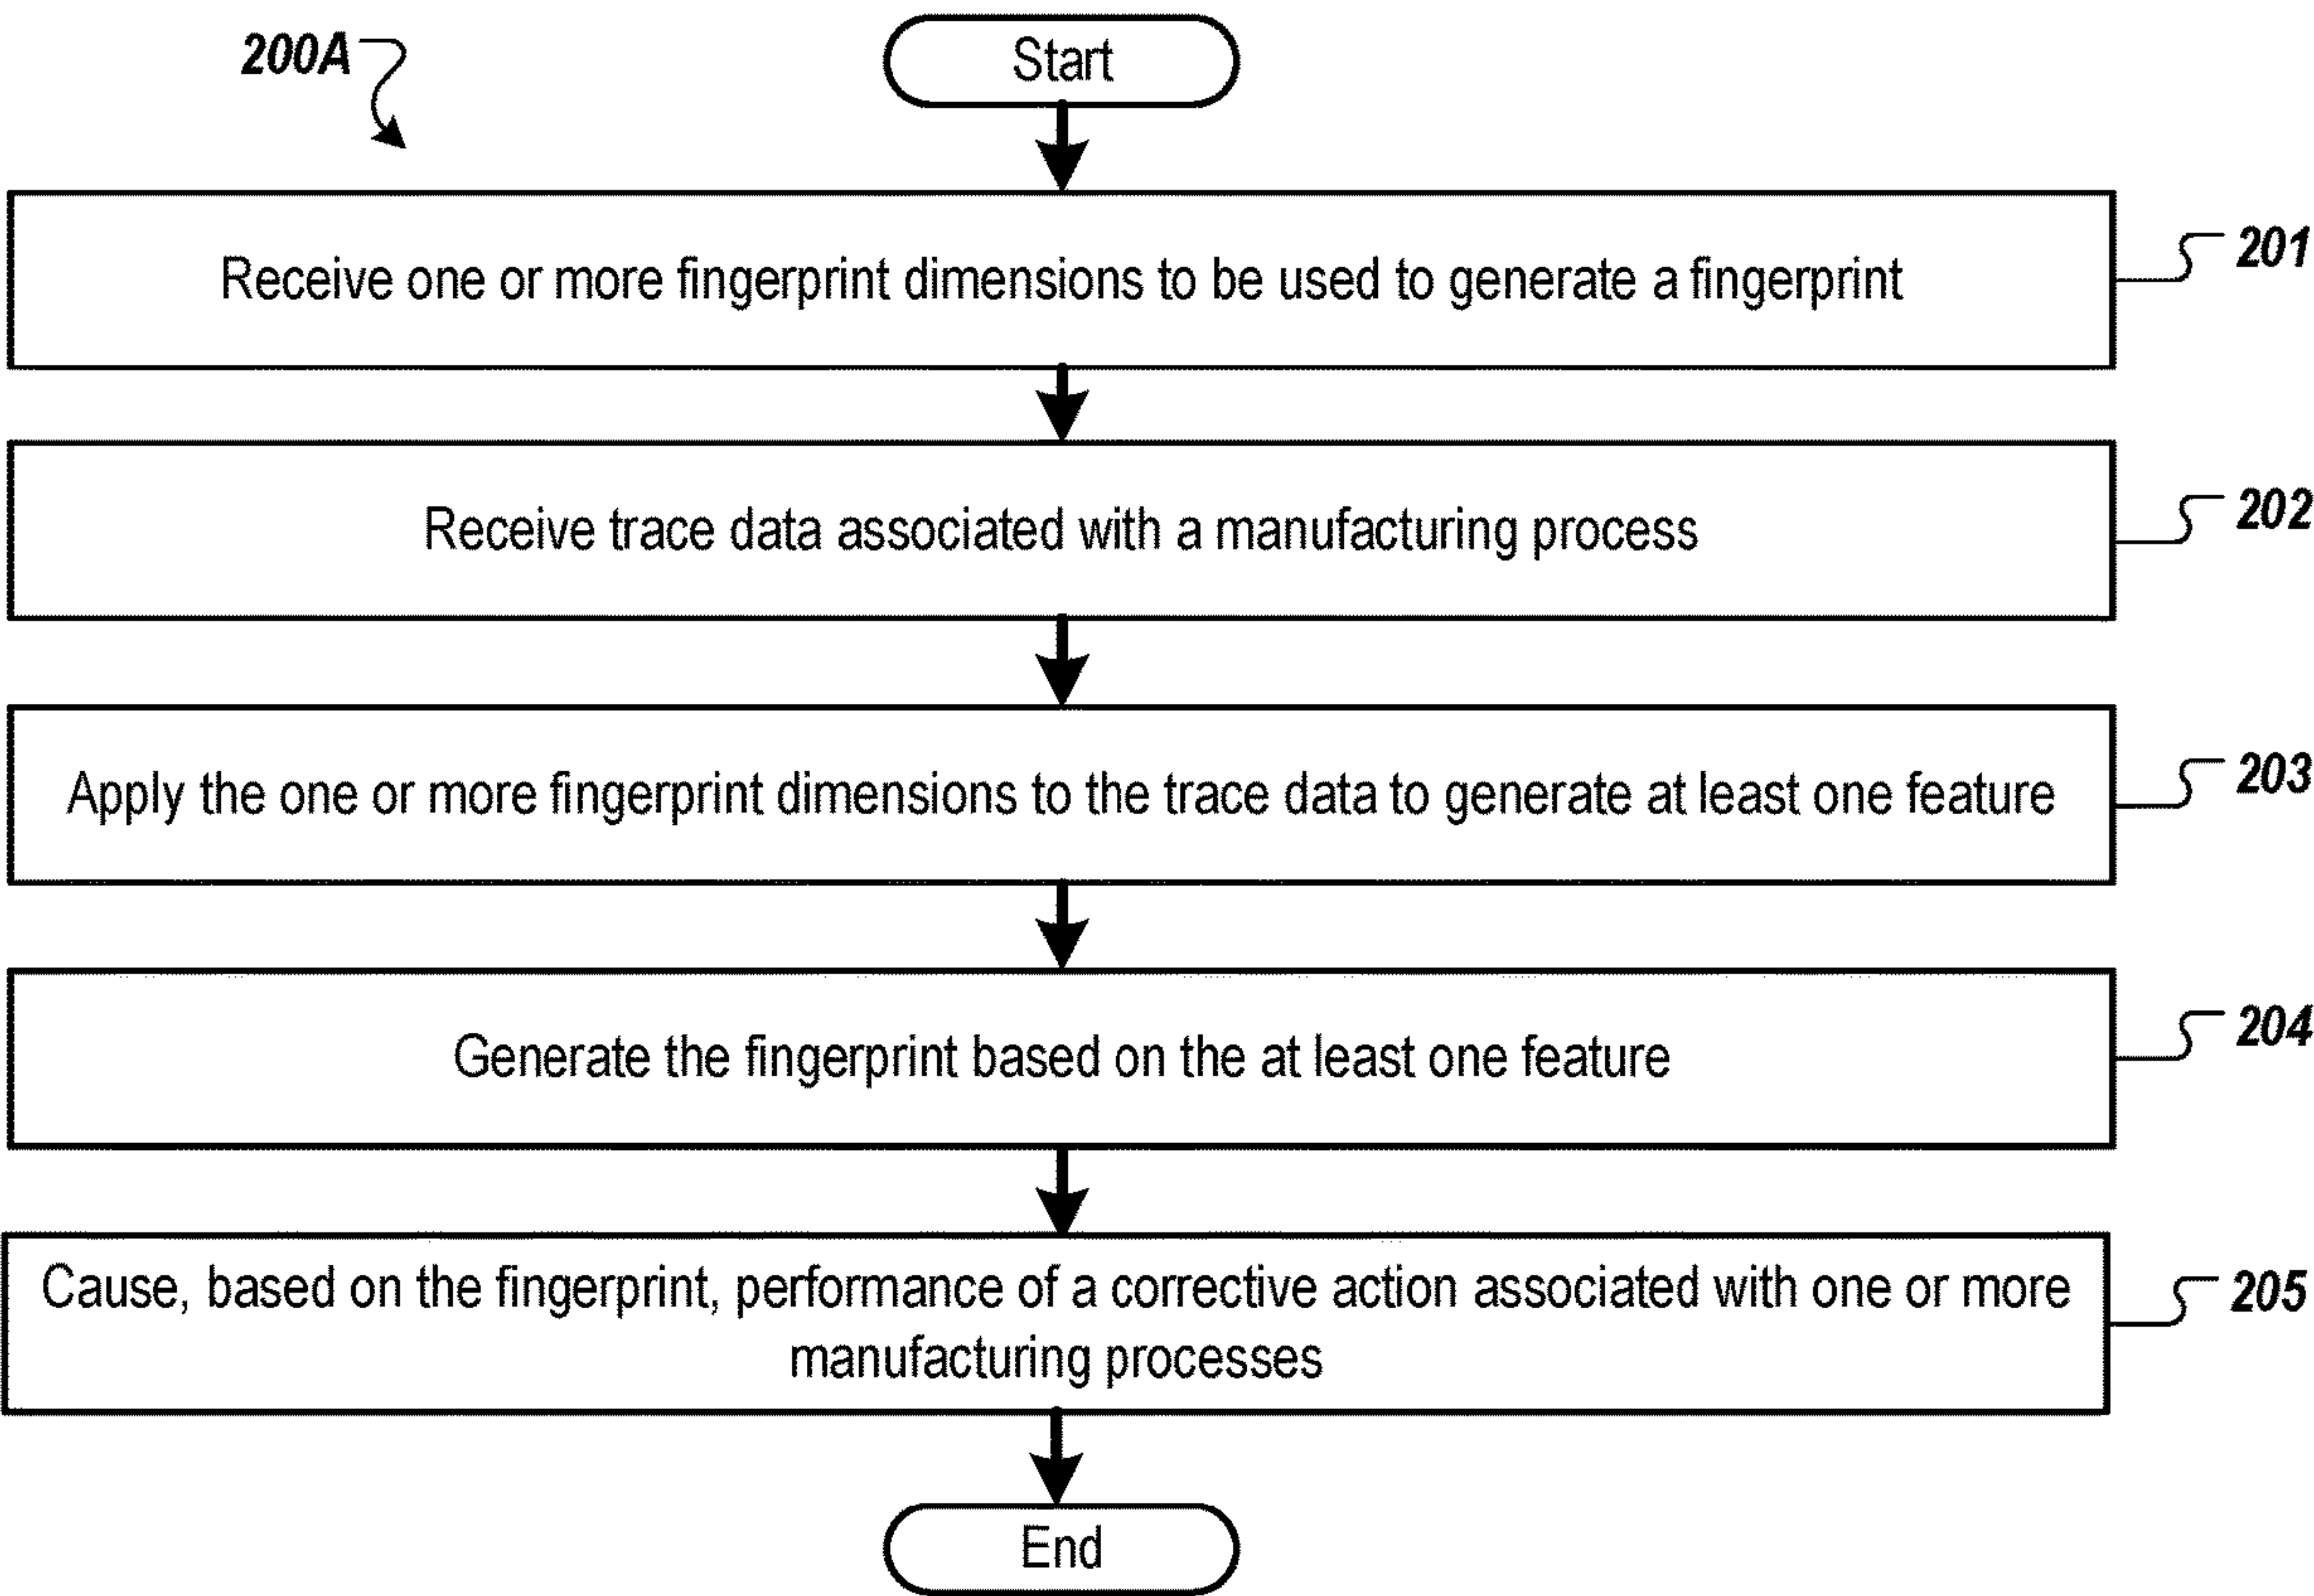 200A
Start
Receive one or more fingerprint dimensions to be used to generate a fingerprint
201
Receive trace data associated with a manufacturing process
202
Apply the one or more fingerprint dimensions to the trace data to generate at least one feature
203
Generate the fingerprint based on the at least one feature
204
Cause, based on the fingerprint, performance of a corrective action associated with one or more
manufacturing processes
205
End